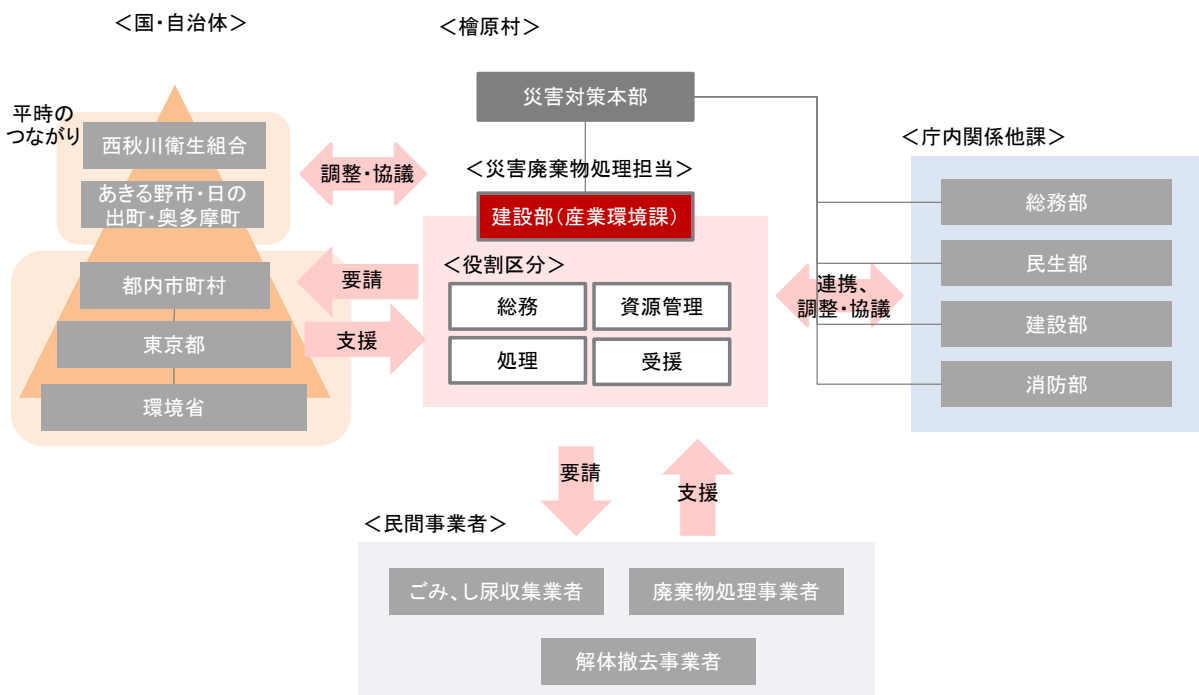 ＜国・自治体＞
平時の
つながり
西秋川衛生組合
あきる野市・日の
出町・奥多摩町
都内市町村
東京都
環境省
調整・協議
要請
支援
＜檜原村＞
災害対策本部
＜災害廃棄物処理担当＞
建設部（産業環境課）
＜役割区分＞
総務
資源管理
処理
受援
連携、
調整・協議
＜庁内関係他課＞
総務部
民生部
建設部
消防部
要請
支援
＜民間事業者＞
ごみ、し尿収集業者
廃棄物処理事業者
解体撤去事業者